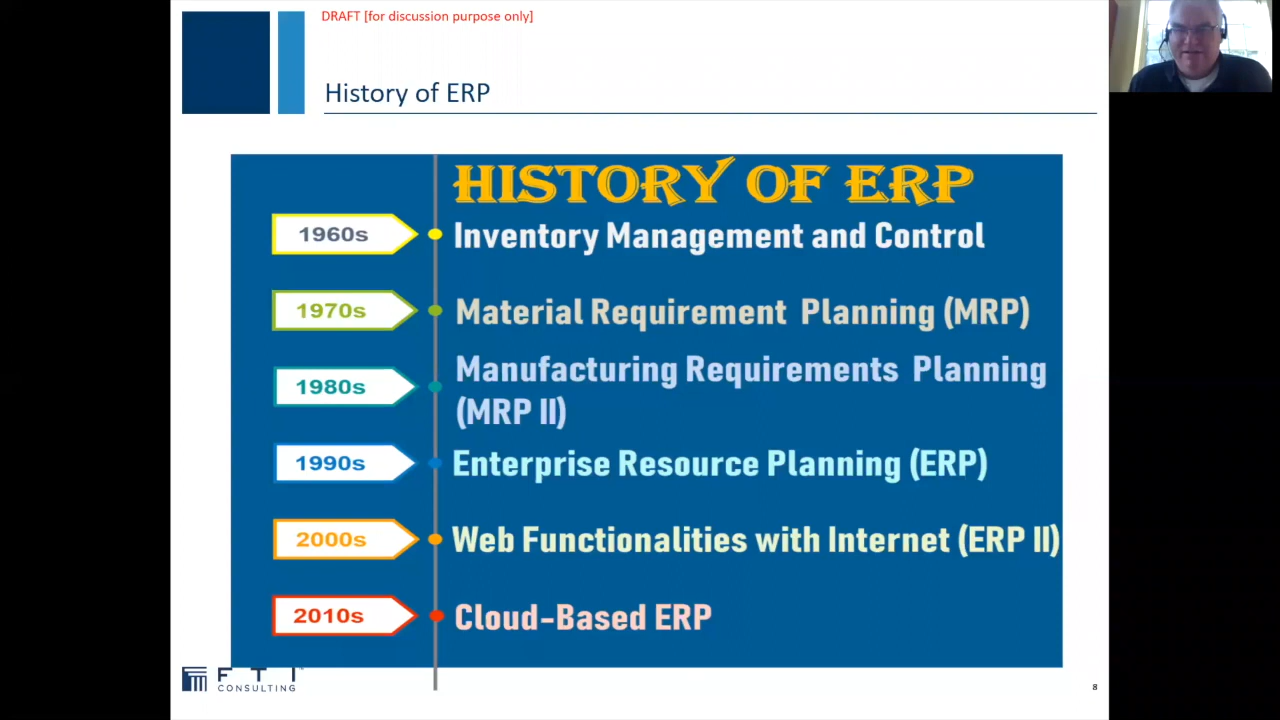 DRAFT [for discussion purpose only]
History of ERP
HISTORY OF ERP
1960s
Inventory Management and Control
1970s
Material Requirement Planning (MRP)
1980s
Manufacturing Requirements Planning
(MRP II)
1990s
Enterprise Resource Planning (ERP)
2000s
Web Functionalities with Internet (ERP II)
2010s
Cloud-Based ERP
FTI
CONSULTING
8